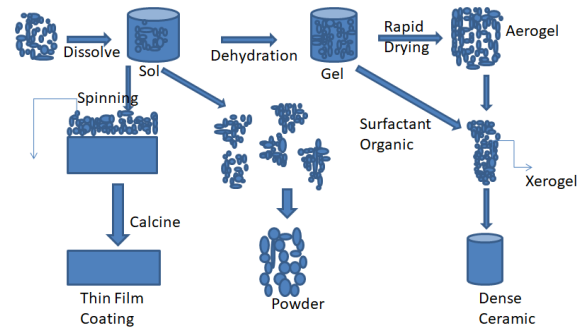 Dissolve
Sol
Dehydration
Gel
Rapid
Drying
Aerogel
Spinning
Surfactant
Organic
Xerogel
Calcine
Thin Film
Coating
Powder
Dense
Ceramic